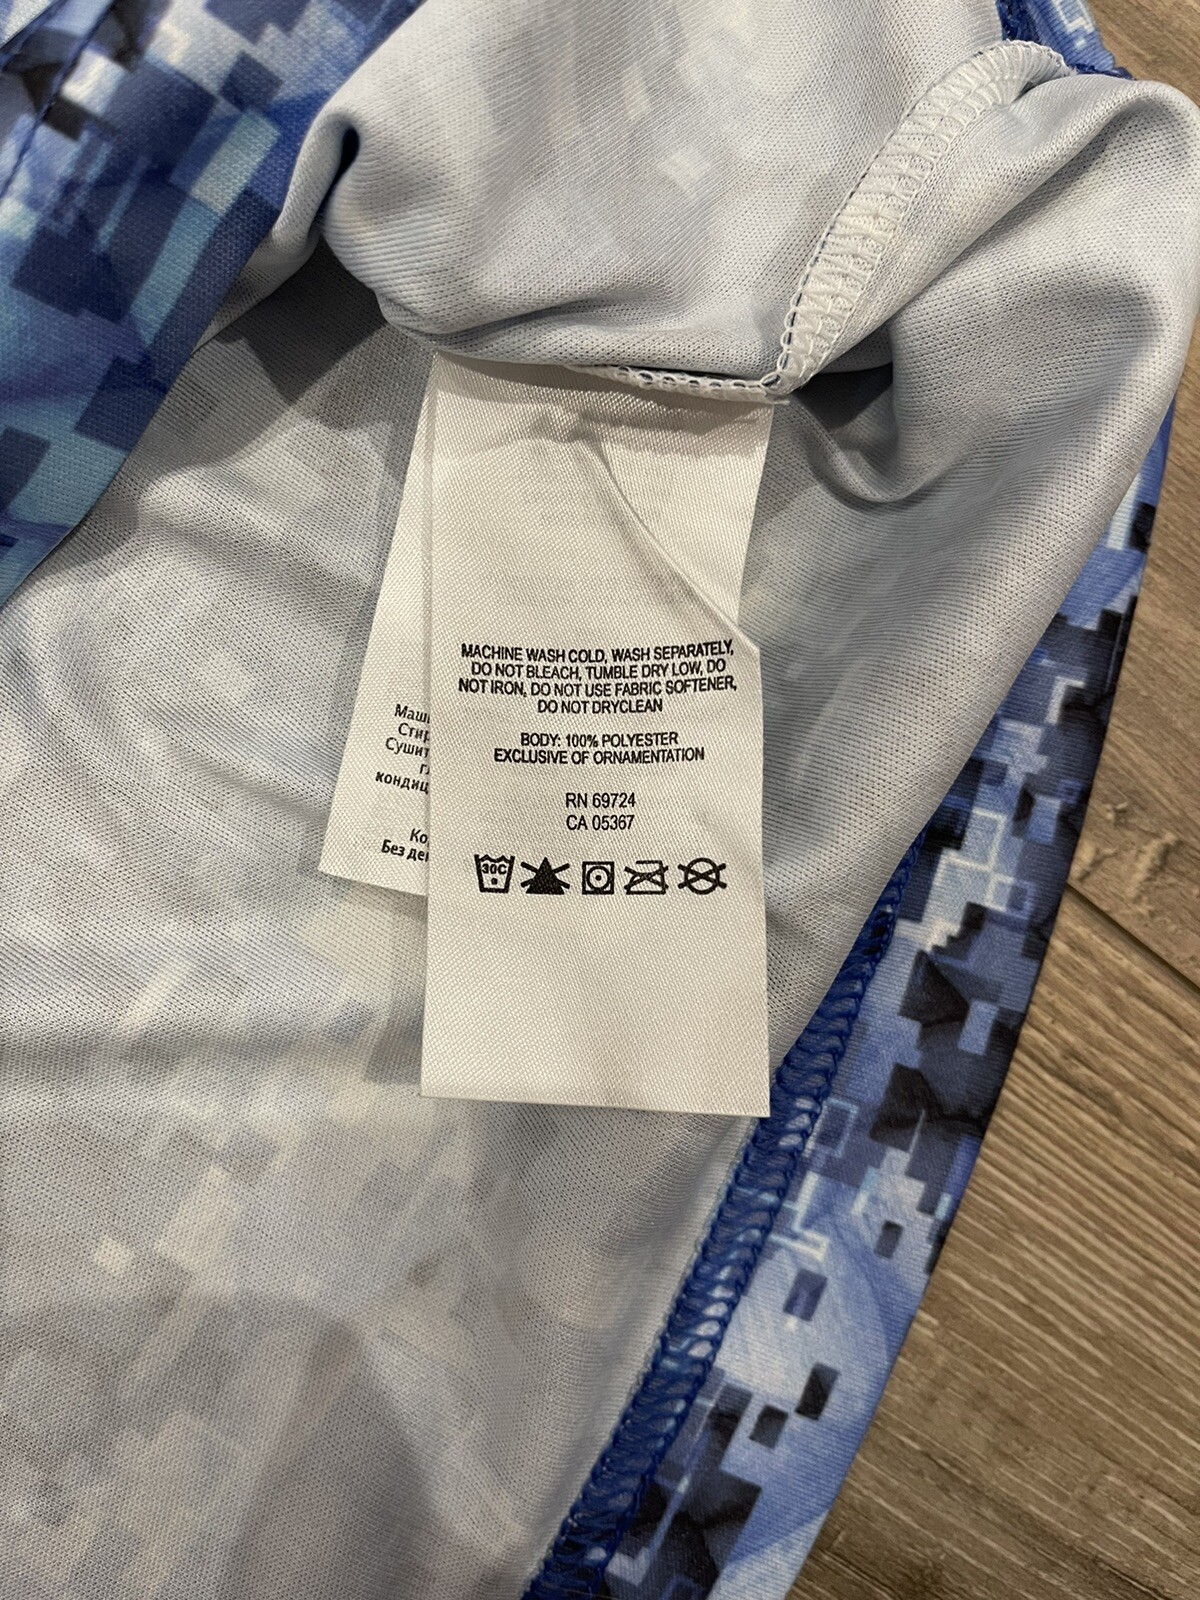 MACHINE WASH COLD, WASH SEPARATELY,
DO NOT BLEACH, TUMBLE DRY LOW, DO
NOT IRON, DO NOT USE FABRIC SOFTENER,
DO NOT DRYCLEAN
BODY: 100% POLYESTER
EXCLUSIVE OF ORNAMENTATION
RN 69724
CA 05367
30C